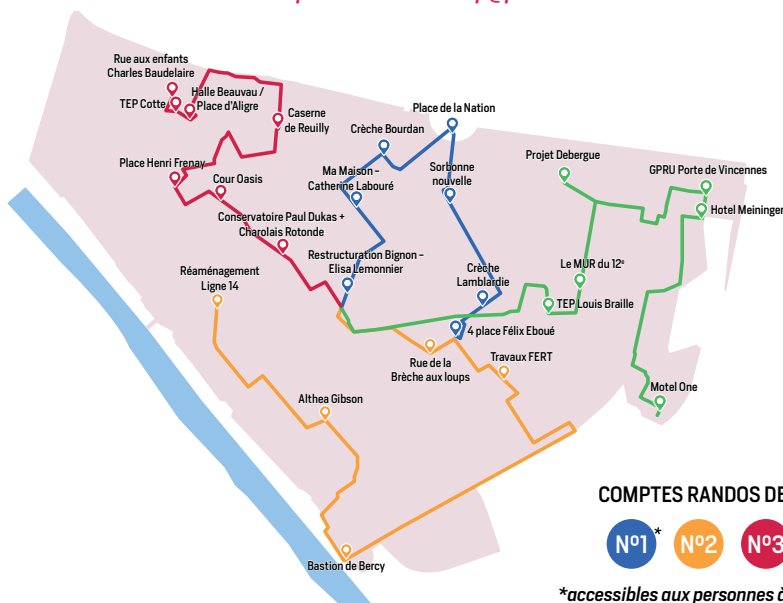 Rue aux enfants
Charles Baudelaire
TEP Cotte
Halle Beauvau /
Place d'Aligre
Caserne
de Reuilly
Place de la Nation
Crèche Bourdan
Projet Debergue
GPRU Porte de Vincennes
Place Henri Frenay
Cour Oasis
Ma Maison –
Catherine Labouré
Sorbonne
nouvelle
Hotel Meininger
Conservatoire Paul Dukas +
Charolais Rotonde
Restructuration Bignon –
Elisa Lemonnier
Réaménagement
Ligne 14
Crèche
Lamblardie
Le MUR du 12e
TEP Louis Braille
4 place Félix Eboué
Rue de la
Brèche aux loups
Travaux FERT
Motel One
Althea Gibson
Bastion de Bercy
COMPTES RANDOS DE
N°1* N°2 N°3
*accessibles aux personnes à